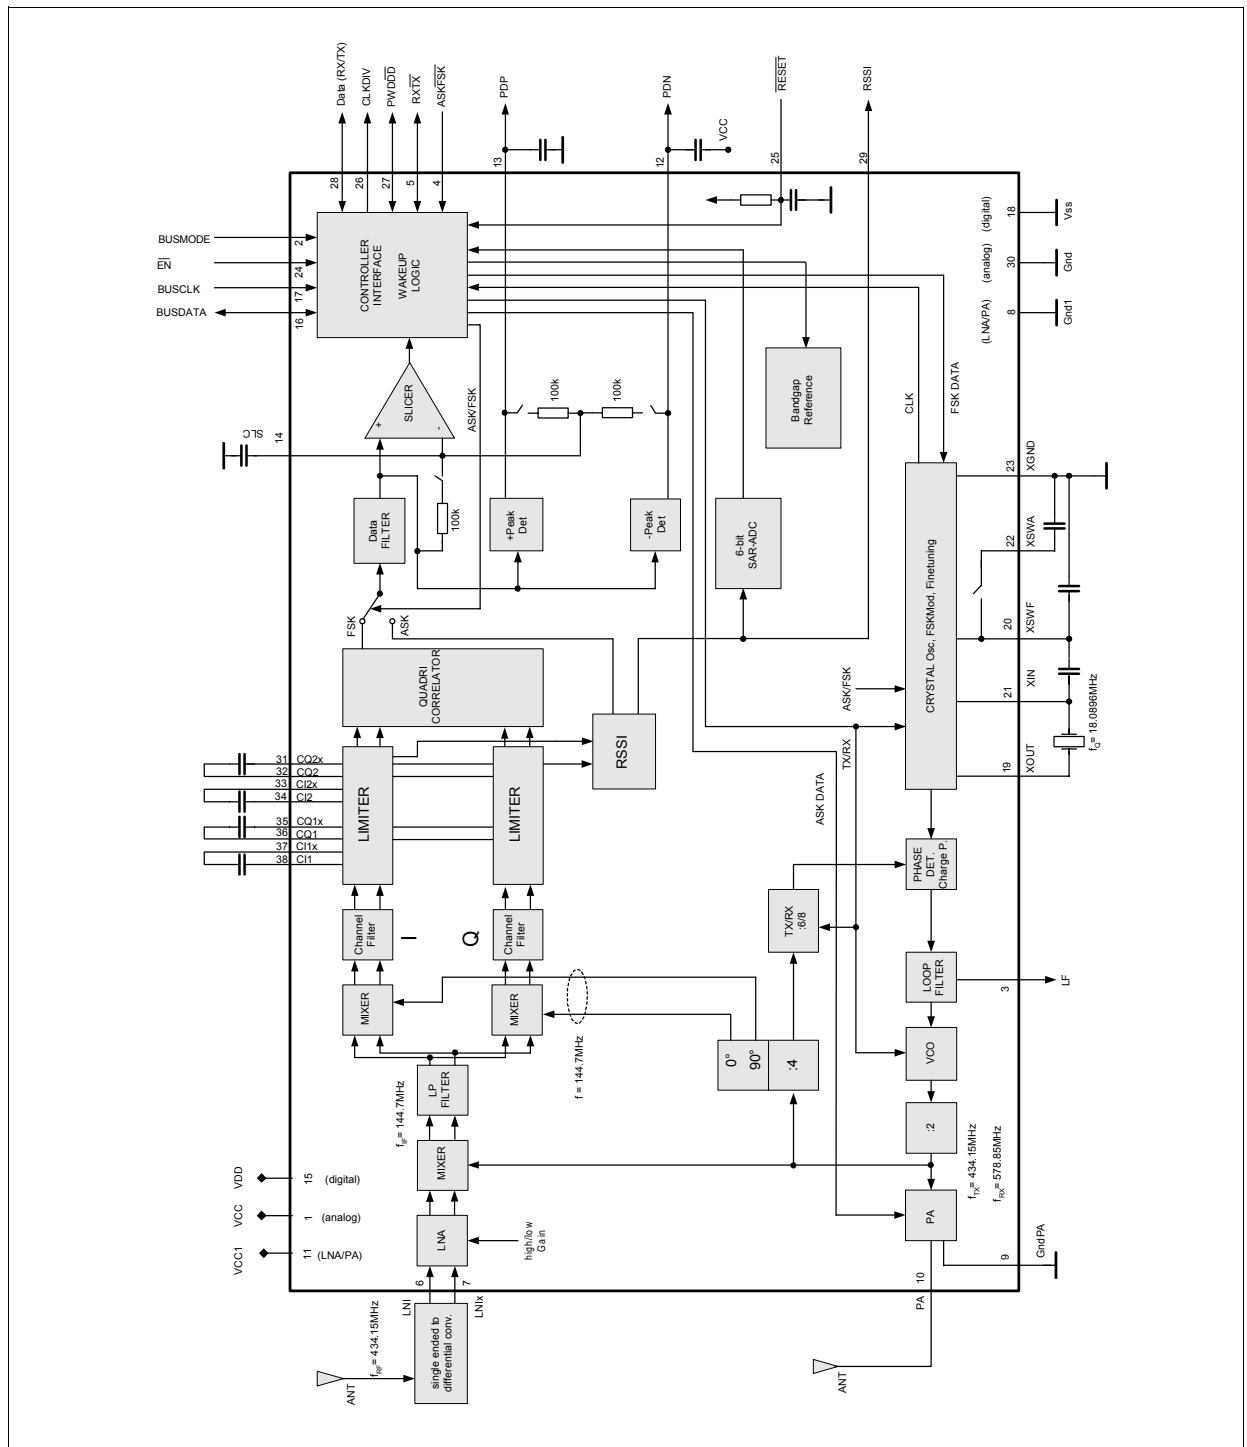 Data (RX/TX)
CLKDIV
PWDDD
RXTX
ASKFSK
PDP
PDN
VCC
RESET
RSSI
28
26
27
5
4
13
12
25
29
BUSMODE
2
EN
24
BUSCLK
17
BUSDATA
16
CONTROLLER
INTERFACE
WAKEUP
LOGIC
18
(digital)
Vss
30
(analog)
Gnd
8
(LNA/PA)
Gnd1
SLICER
+
-
ASK/FSK
100k
100k
Bandgap
Reference
CLK
FSK DATA
SLC
14
Data
FILTER
100k
+Peak
Det
-Peak
Det
6-bit
SAR-ADC
23
XGND
22
XSWA
20
XSWF
21
XIN
19
XOUT
fQ= 18.0896MHz
CRYSTAL Osc, FSKMod, Finetuning
FSK
ASK
QUADRI
CORRELATOR
RSSI
ASK/FSK
TX/RX
ASK DATA
31 CQ2x
32 CQ2
33 CI2x
34 CI2
35 CQ1x
36 CQ1
37 CI1x
38 CI1
LIMITER
LIMITER
PHASE
DET.
Charge P.
TX/RX
:6/8
Channel
Filter
I
Q
Channel
Filter
LOOP
FILTER
3
LF
MIXER
MIXER
f = 144.7MHz
0°
90°
:4
VCO
LP
FILTER
fIF= 144.7MHz
:2
MIXER
fTX= 434.15MHz
fRX= 578.85MHz
VDD
15
(digital)
VCC
1
(analog)
VCC1
11
(LNA/PA)
LNA
high/low
Gain
PA
9
GndPA
10
PA
6
LNI
7
LNIx
fRF= 434.15MHz
single ended to
differential conv.
ANT
ANT